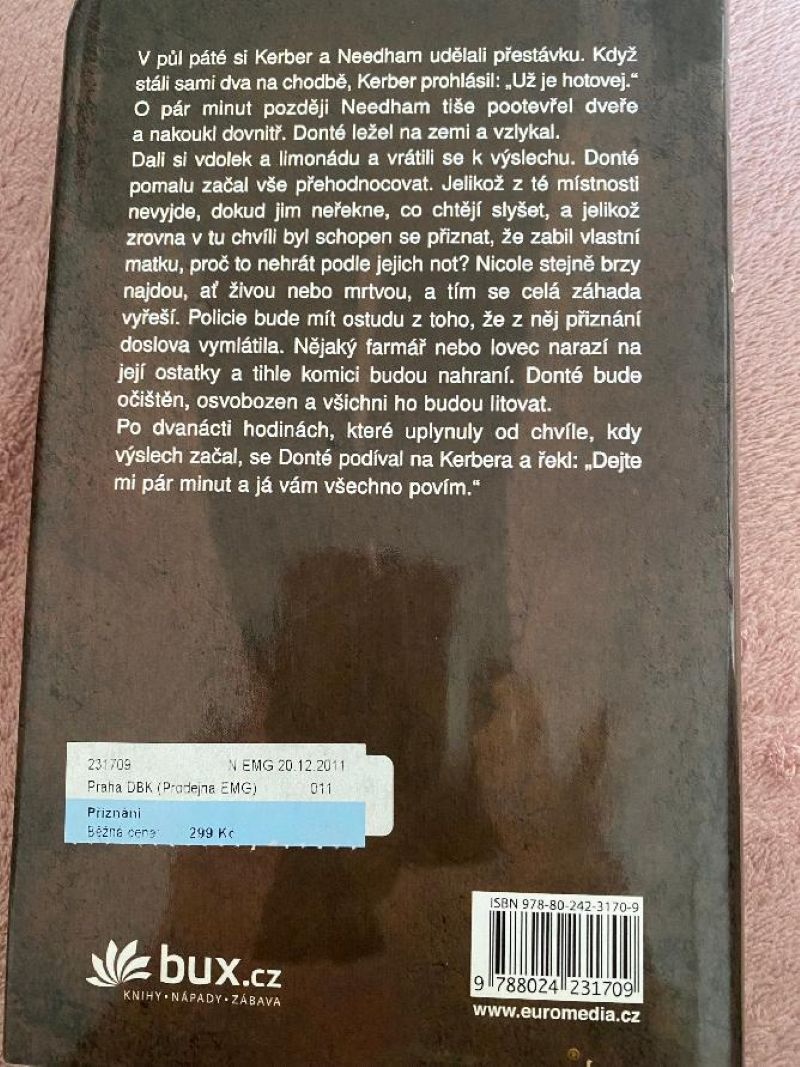 V půl páté si Kerber a Needham udělali přestávku. Když
stáli sami dva na chodbě, Kerber prohlásil: „Už je hotovej.“
O pár minut později Needham tiše pootevřel dveře
a nakoukl dovnitř. Donté ležel na zemi a vzlykal.
Dali si vdolek a limonádu a vrátili se k výslechu. Donté
pomalu začal vše přehodnocovat. Jelikož z té místnosti
nevyjde, dokud jim neřekne, co chtějí slyšet, a jelikož
zrovna v tu chvíli byl schopen se přiznat, že zabil vlastní
matku, proč to nehrát podle jejich not? Nicole stejně brzy
najdou, ať živou nebo mrtvou, a tím se celá záhada
vyřeší. Policie bude mít ostudu z toho, že z něj přiznání
doslova vymlátila. Nějaký farmář nebo lovec narazí na
její ostatky a tihle komici budou nahraní. Donté bude
očištěn, osvobozen a všichni ho budou litovat.
Po dvanácti hodinách, které uplynuly od chvíle, kdy
výslech začal, se Donté podíval na Kerbera a řekl: „Dejte
mi pár minut a já vám všechno povím.“
231709 N EMG 20.12.2011
Praha DBK (Prodejna EMG) 011
Přiznání
Běžná cena: 299 Kč
ISBN 978-80-242-3170-9
bux.cz
KNIHY•NÁPADY•ZÁBAVA
9 788024 231709
www.euromedia.cz